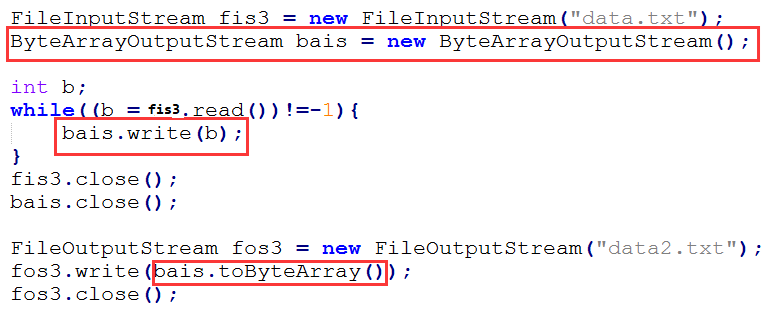 FileInputStream fis3 = new FileInputStream("data.txt");
ByteArrayOutputStream bais = new ByteArrayOutputStream();
int b;
while((b = fis3.read())!=-1){
bais.write(b);
}
fis3.close();
bais.close();
FileOutputStream fos3 = new FileOutputStream("data2.txt");
fos3.write(bais.toByteArray());
fos3.close();